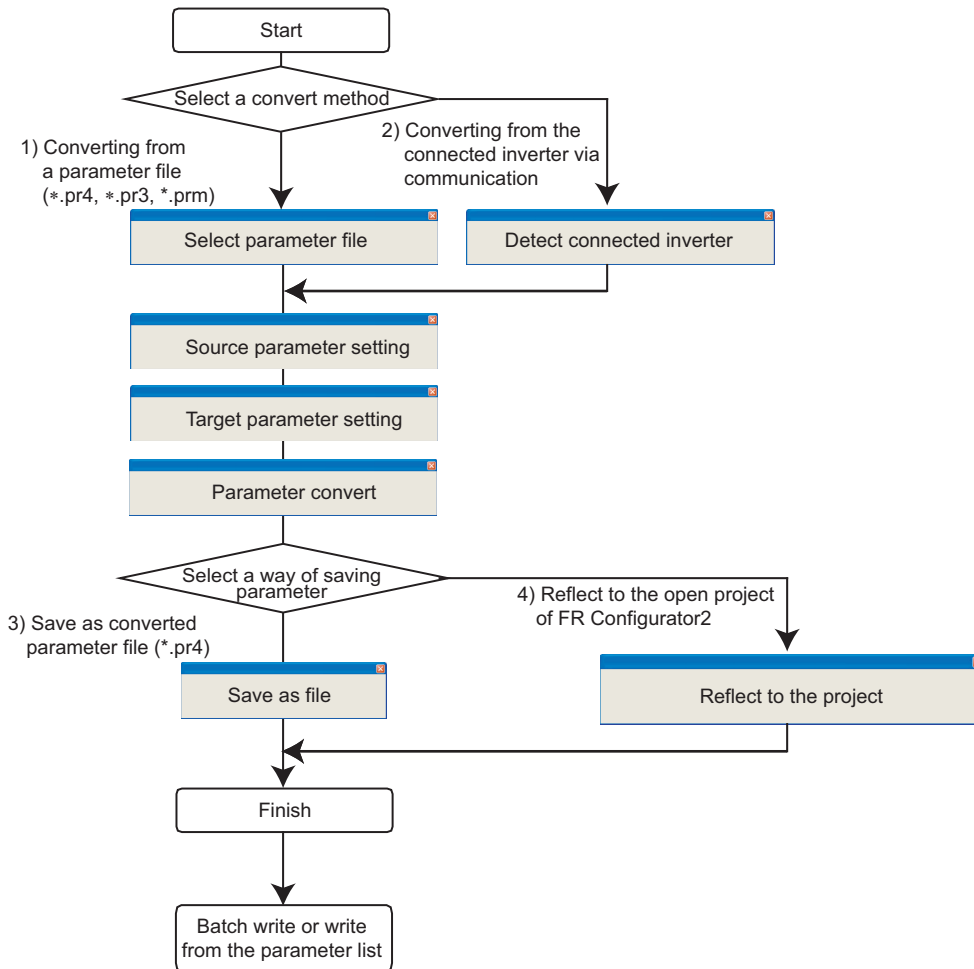 Start
Select a convert method
1) Converting from
a parameter file
(*.pr4, *.pr3, *.prm)
2) Converting from the
connected inverter via
communication
Select parameter file
Detect connected inverter
Source parameter setting
Target parameter setting
Parameter convert
Select a way of saving
parameter
3) Save as converted
parameter file (*.pr4)
4) Reflect to the open project
of FR Configurator2
Save as file
Reflect to the project
Finish
Batch write or write
from the parameter list